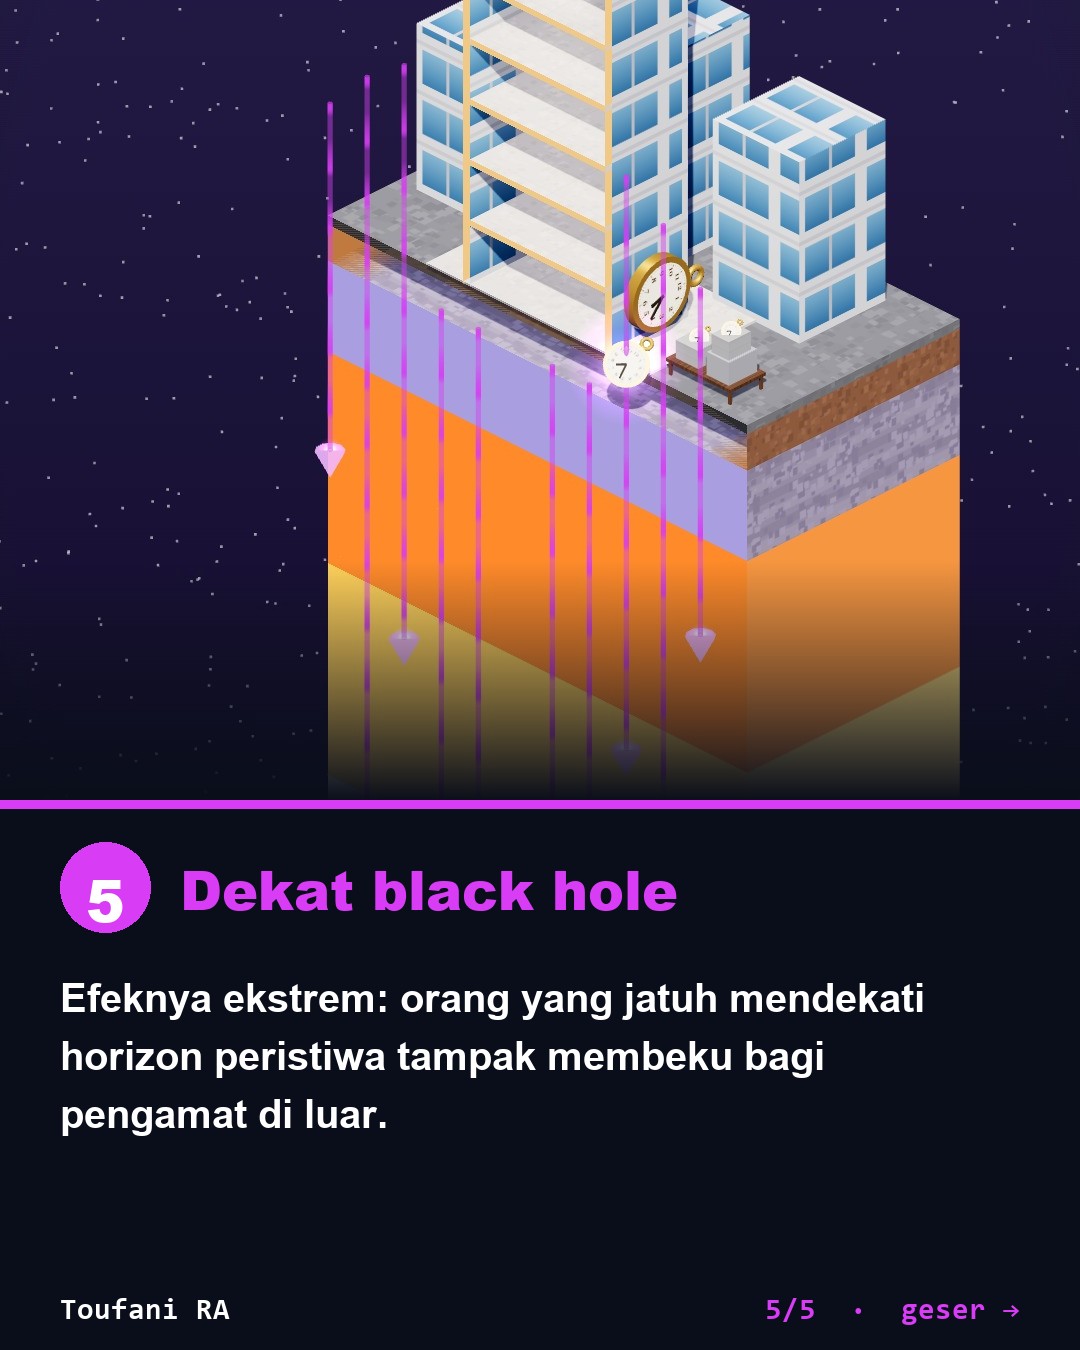 7
5
Dekat black hole
Efeknya ekstrem: orang yang jatuh mendekati
horizon peristiwa tampak membeku bagi
pengamat di luar.
Toufani RA
5/5 · geser →